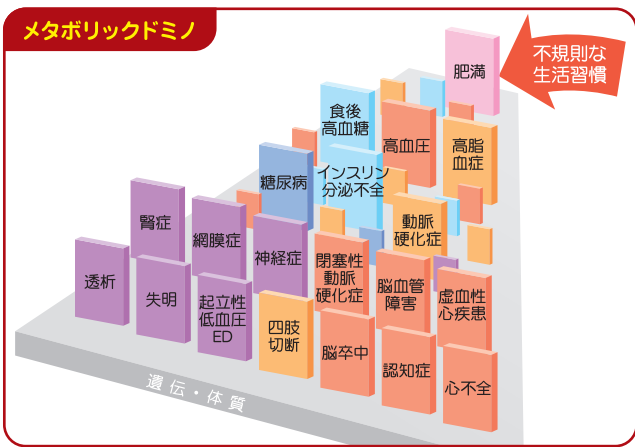 メタボリックドミノ
不規則な
生活習慣
肥満
食後
高血糖
高血圧
高脂
血症
糖尿病
インスリン
分泌不全
動脈
硬化症
腎症
網膜症
神経症
閉塞性
動脈
硬化症
脳血管
障害
虚血性
心疾患
透析
失明
起立性
低血圧
ED
四肢
切断
脳卒中
認知症
心不全
遺伝・体質